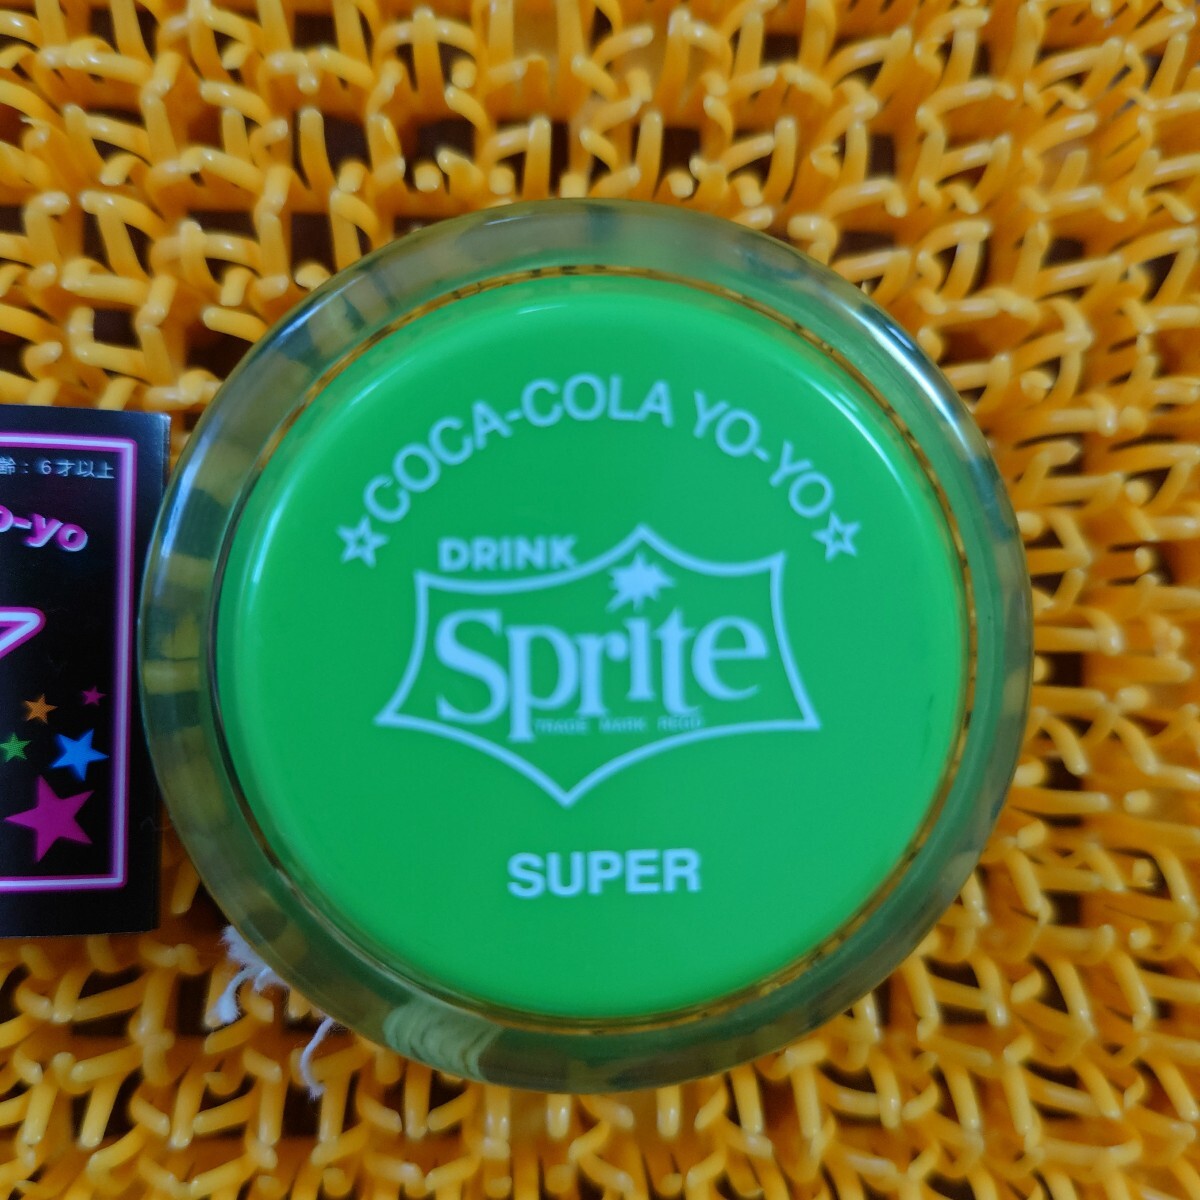 齢：6才以上
o-yo
☆COCA-COLA YO-YO☆
DRINK
Sprite
TRADE MARK REGD
SUPER